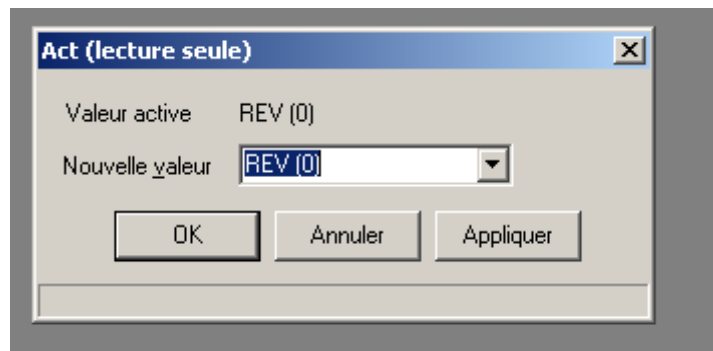 Act (lecture seule)
Valeur active REV (0)
Nouvelle valeur REV (0)
OK Annuler Appliquer